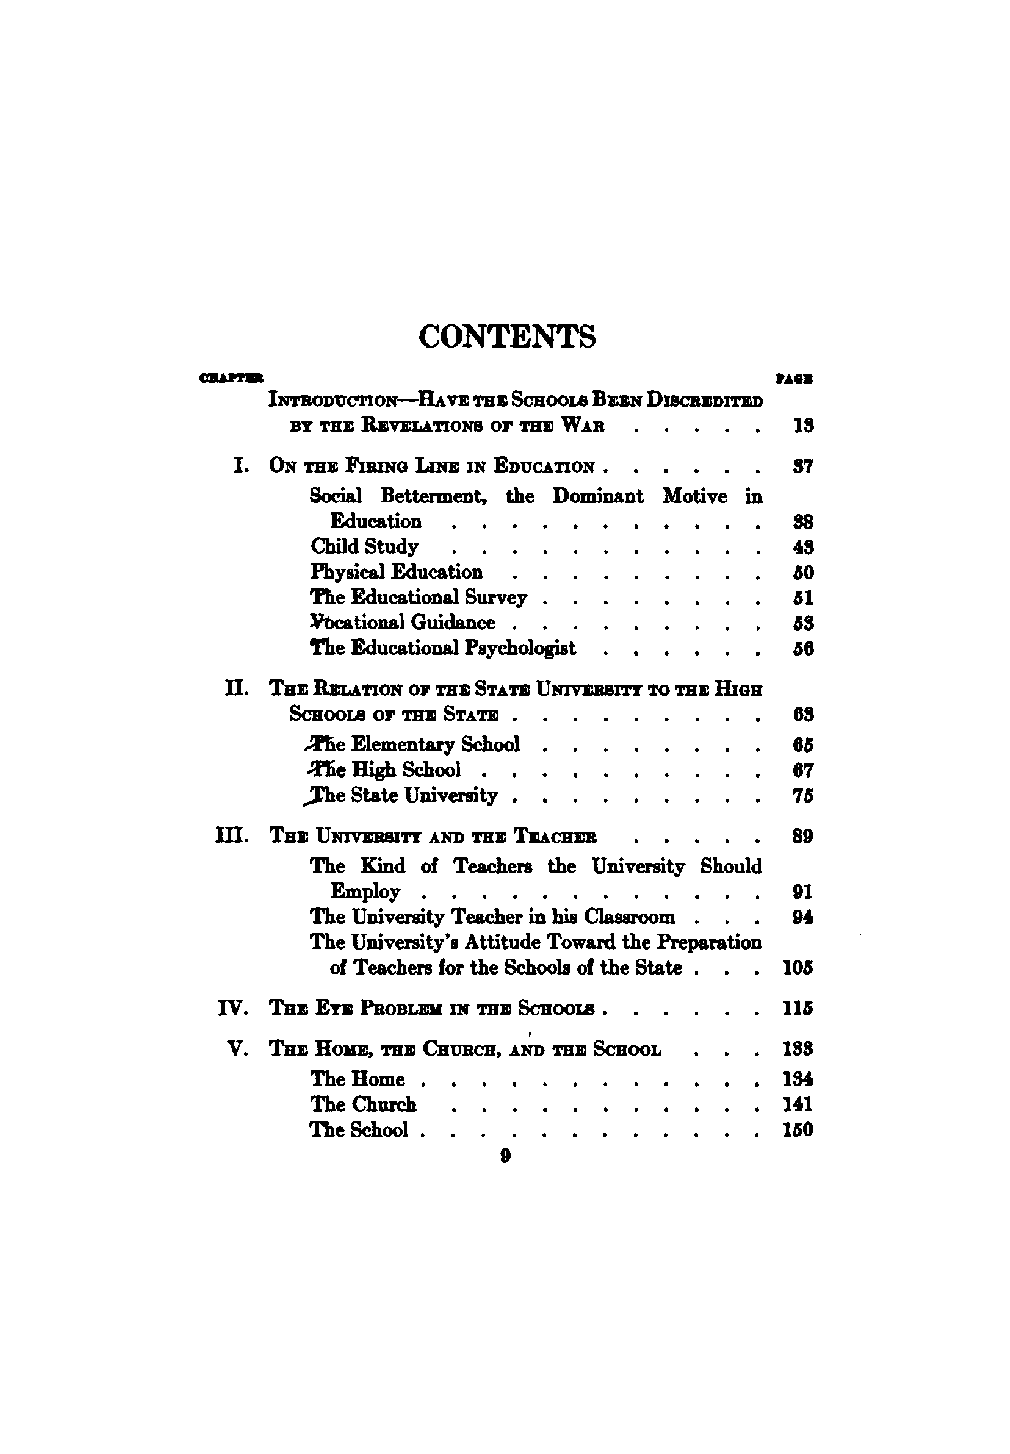 CONTENTS
CHAPTER PAGE
INTRODUCTION—HAVE THE SCHOOLS BEEN DISCREDITED
BY THE REVELATIONS OF THE WAR . . . . . 13
I. ON THE FIRING LINE IN EDUCATION . . . . . . 37
Social Betterment, the Dominant Motive in
Education . . . . . . . . . . . 38
Child Study . . . . . . . . . . . 43
Physical Education . . . . . . . . . 50
The Educational Survey . . . . . . . . 51
Vocational Guidance . . . . . . . . . 53
The Educational Psychologist . . . . . . 56
II. THE RELATION OF THE STATE UNIVERSITY TO THE HIGH
SCHOOLS OF THE STATE . . . . . . . . . 63
The Elementary School . . . . . . . . 65
The High School . . . . . . . . . . 67
The State University . . . . . . . . . 75
III. THE UNIVERSITY AND THE TEACHER . . . . . 89
The Kind of Teachers the University Should
Employ . . . . . . . . . . . . 91
The University Teacher in his Classroom . . . 94
The University's Attitude Toward the Preparation
of Teachers for the Schools of the State . . . 105
IV. THE EYE PROBLEM IN THE SCHOOLS . . . . . . 115
V. THE HOME, THE CHURCH, AND THE SCHOOL . . . 133
The Home . . . . . . . . . . . . 134
The Church . . . . . . . . . . . 141
The School . . . . . . . . . . . . 150
9